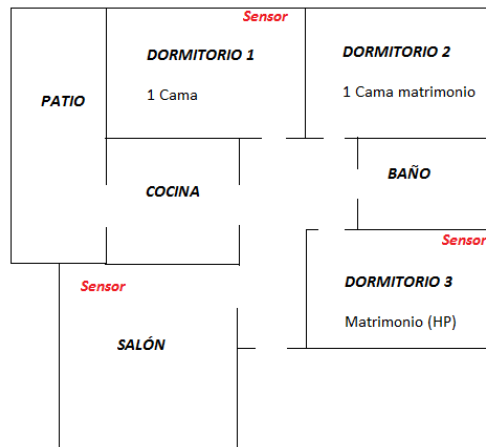 Sensor
DORMITORIO 1
1 Cama
DORMITORIO 2
1 Cama matrimonio
PATIO
COCINA
BAÑO
Sensor
DORMITORIO 3
Matrimonio (HP)
Sensor
SALÓN